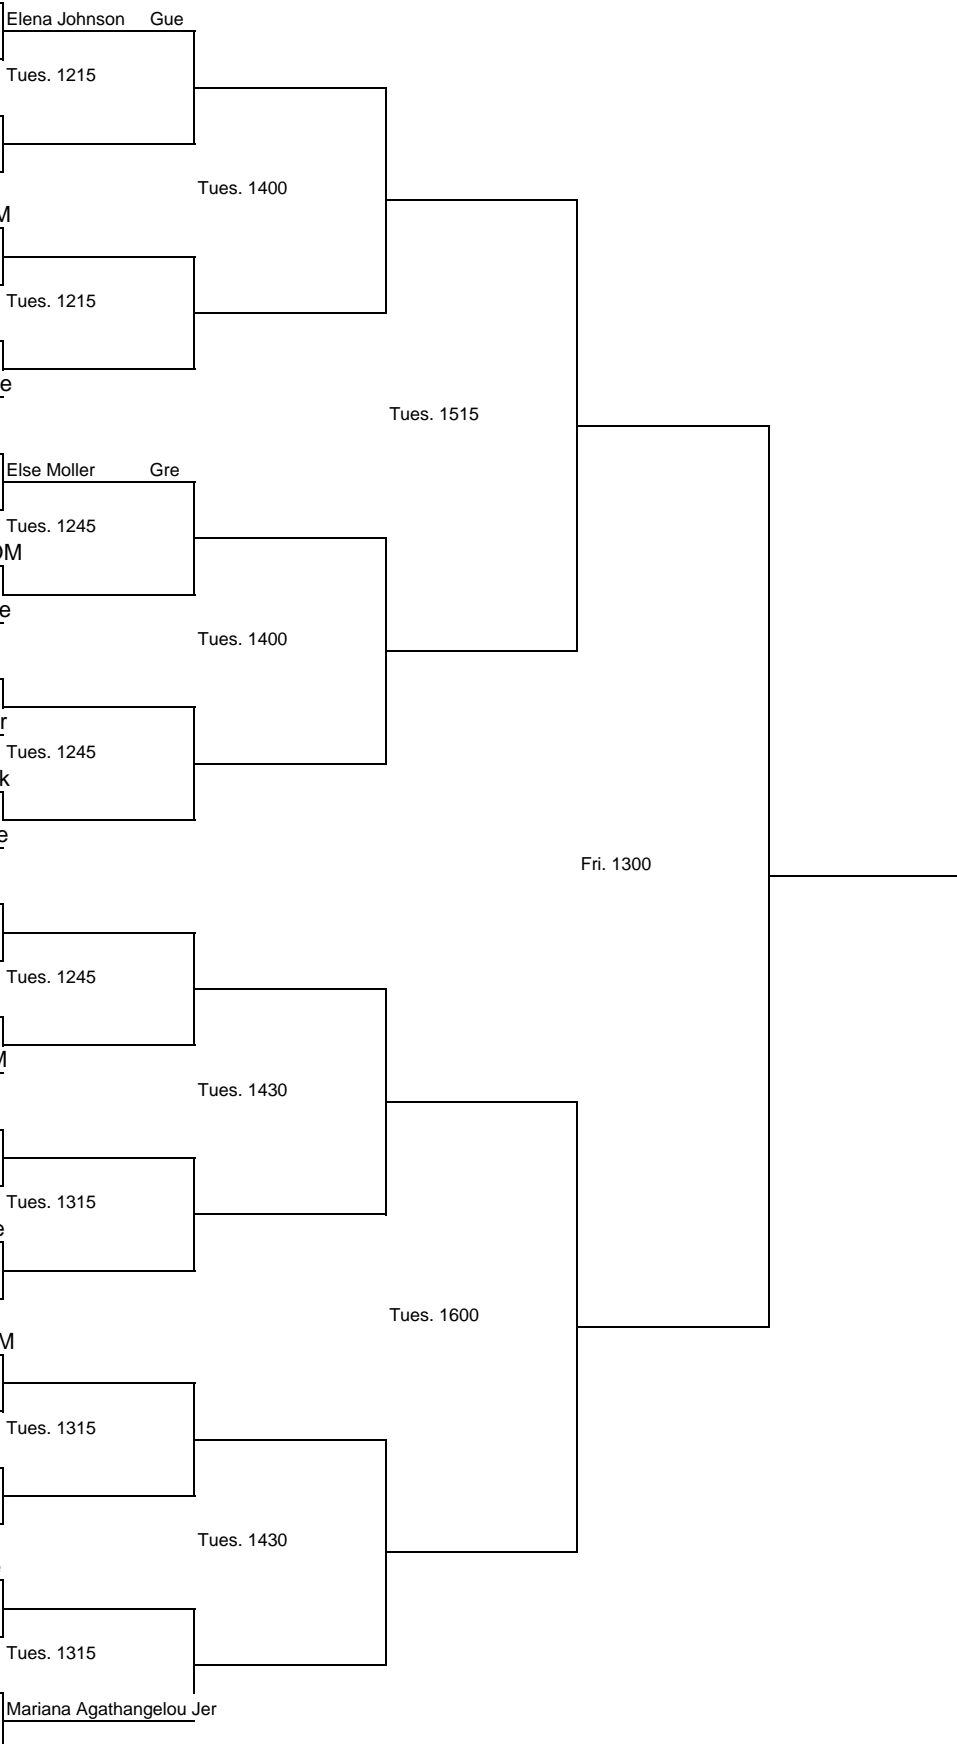 Elena Johnson Gue
Tues. 1215
Tues. 1400
M
Tues. 1215
e
Tues. 1515
Else Moller Gre
Tues. 1245
OM
e
Tues. 1400
r
Tues. 1245
k
e
Fri. 1300
Tues. 1245
M
Tues. 1430
Tues. 1315
e
Tues. 1600
M
Tues. 1315
Tues. 1430
Tues. 1315
Mariana Agathangelou Jer